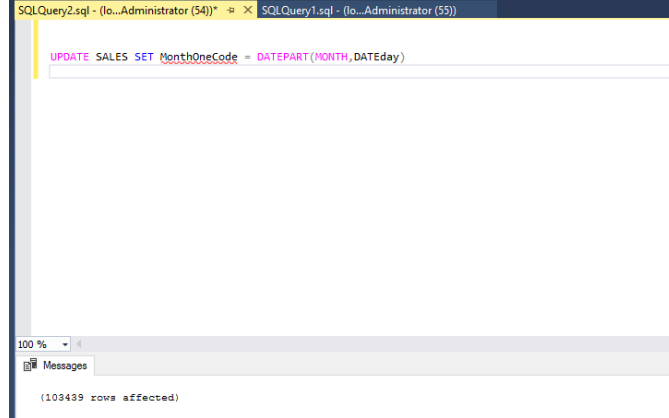 SQLQuery2.sql - (lo...Administrator (54))* SQLQuery1.sql - (lo...Administrator (55))
UPDATE SALES SET MonthOneCode = DATEPART(MONTH,DATEday)
100 %
Messages
(103439 rows affected)